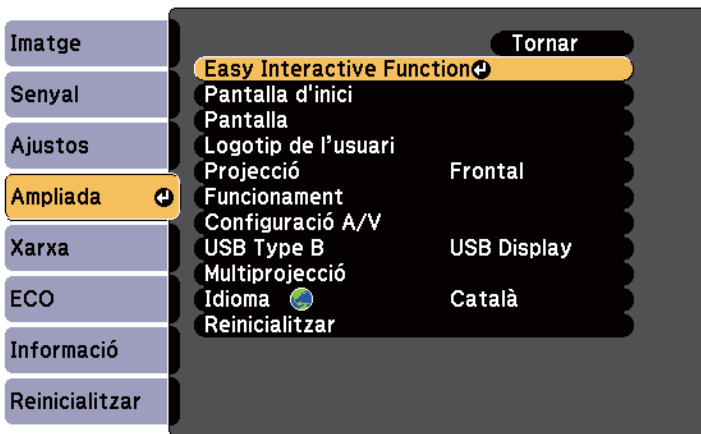 Imatge
Senyal
Ajustos
Ampliada
Xarxa
ECO
Informació
Reinicialitzar
Tornar
Easy Interactive Function
Pantalla d'inici
Pantalla
Logotip de l’usuari
Projecció Frontal
Funcionament
Configuració A/V
USB Type B USB Display
Multiprojecció
Idioma Català
Reinicialitzar